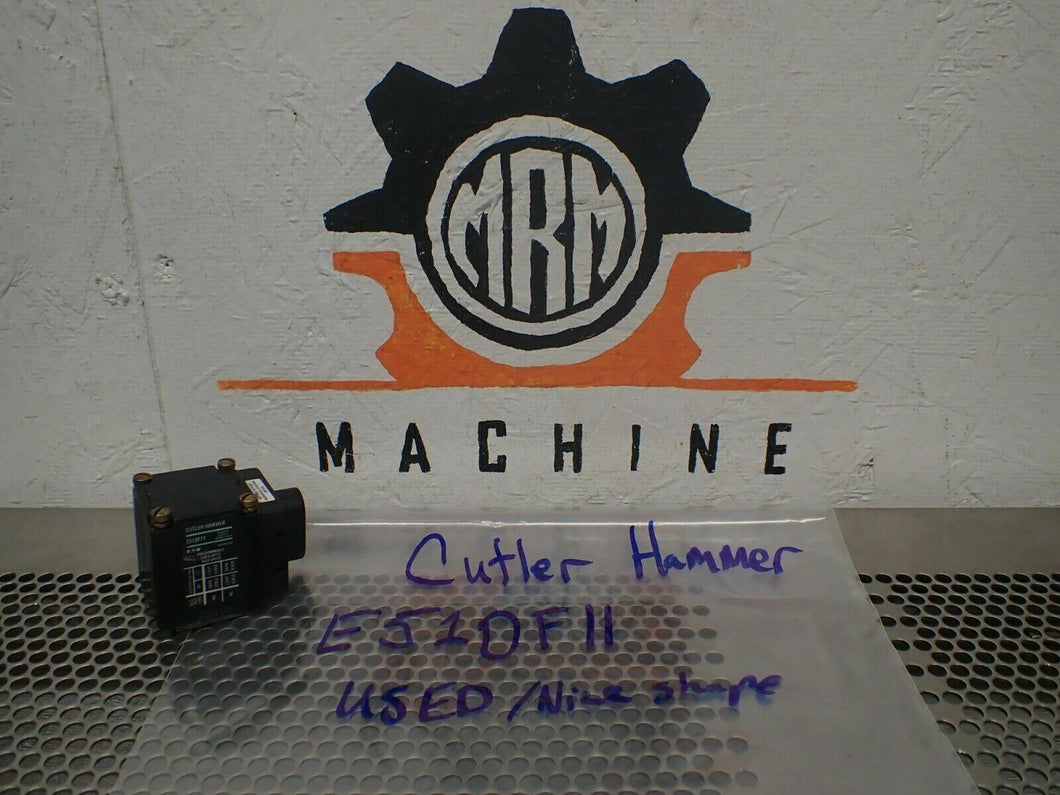 MRM
MACHINE
CUTLER-HAMMER
E51DF11
Cutler Hammer
E51DF11
USED / Nice shape